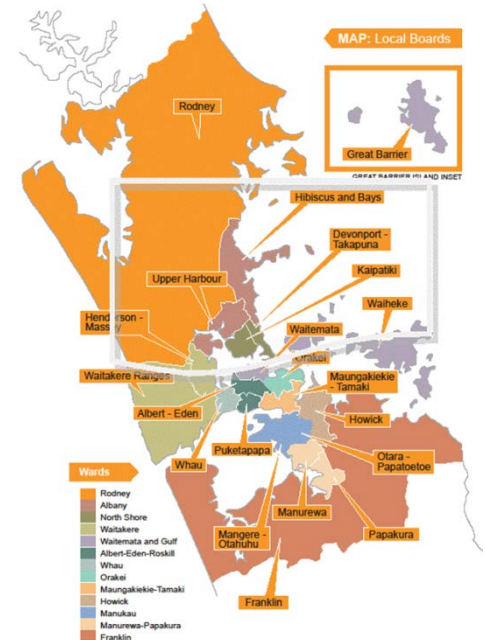 MAP: Local Boards
Rodney
Great Barrier
GREAT BARRIER ISLAND INSET
Hibiscus and Bays
Devonport -
Takapuna
Kaipatiki
Upper Harbour
Waiheke
Henderson -
Massey
Waitemata
Orakei
Waitakere Ranges
Maungakiekie
- Tamaki
Albert - Eden
Howick
Puketapapa
Whau
Otara -
Papatoetoe
Manurewa
Mangere -
Otahuhu
Papakura
Franklin
Wards
Rodney
Albany
North Shore
Waitakere
Waitemata and Gulf
Albert-Eden-Roskill
Whau
Orakei
Maungakiekie-Tamaki
Howick
Manukau
Manurewa-Papakura
Franklin